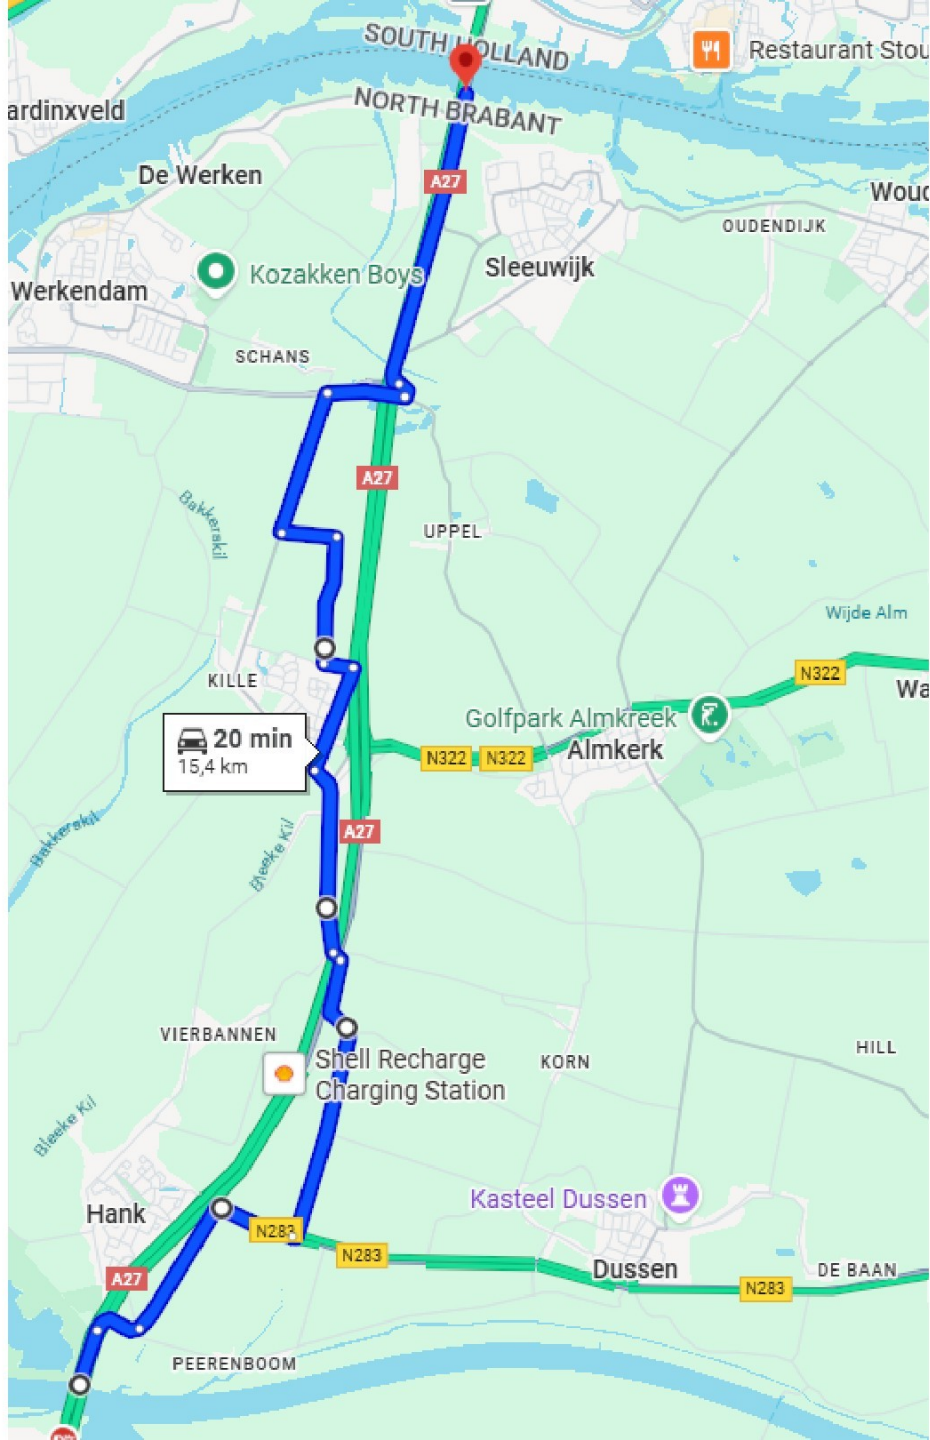 SOUTH HOLLAND
Restaurant Stou
ardinxveld
NORTH BRABANT
De Werken
A27
Woud
OUDENDIJK
Kozakken Boys
Sleeuwijk
Werkendam
SCHANS
A27
Bakkerskil
UPPEL
Wijde Alm
KILLE
N322
Wa
Golfpark Almkreek
20 min
15,4 km
N322
N322
Almkerk
A27
Bakkerskil
Bleeke Kil
VIERBANNEN
Shell Recharge
Charging Station
KORN
HILL
Bleeke Kil
Kasteel Dussen
Hank
N283
N283
Dussen
DE BAAN
A27
N283
PEERENBOOM